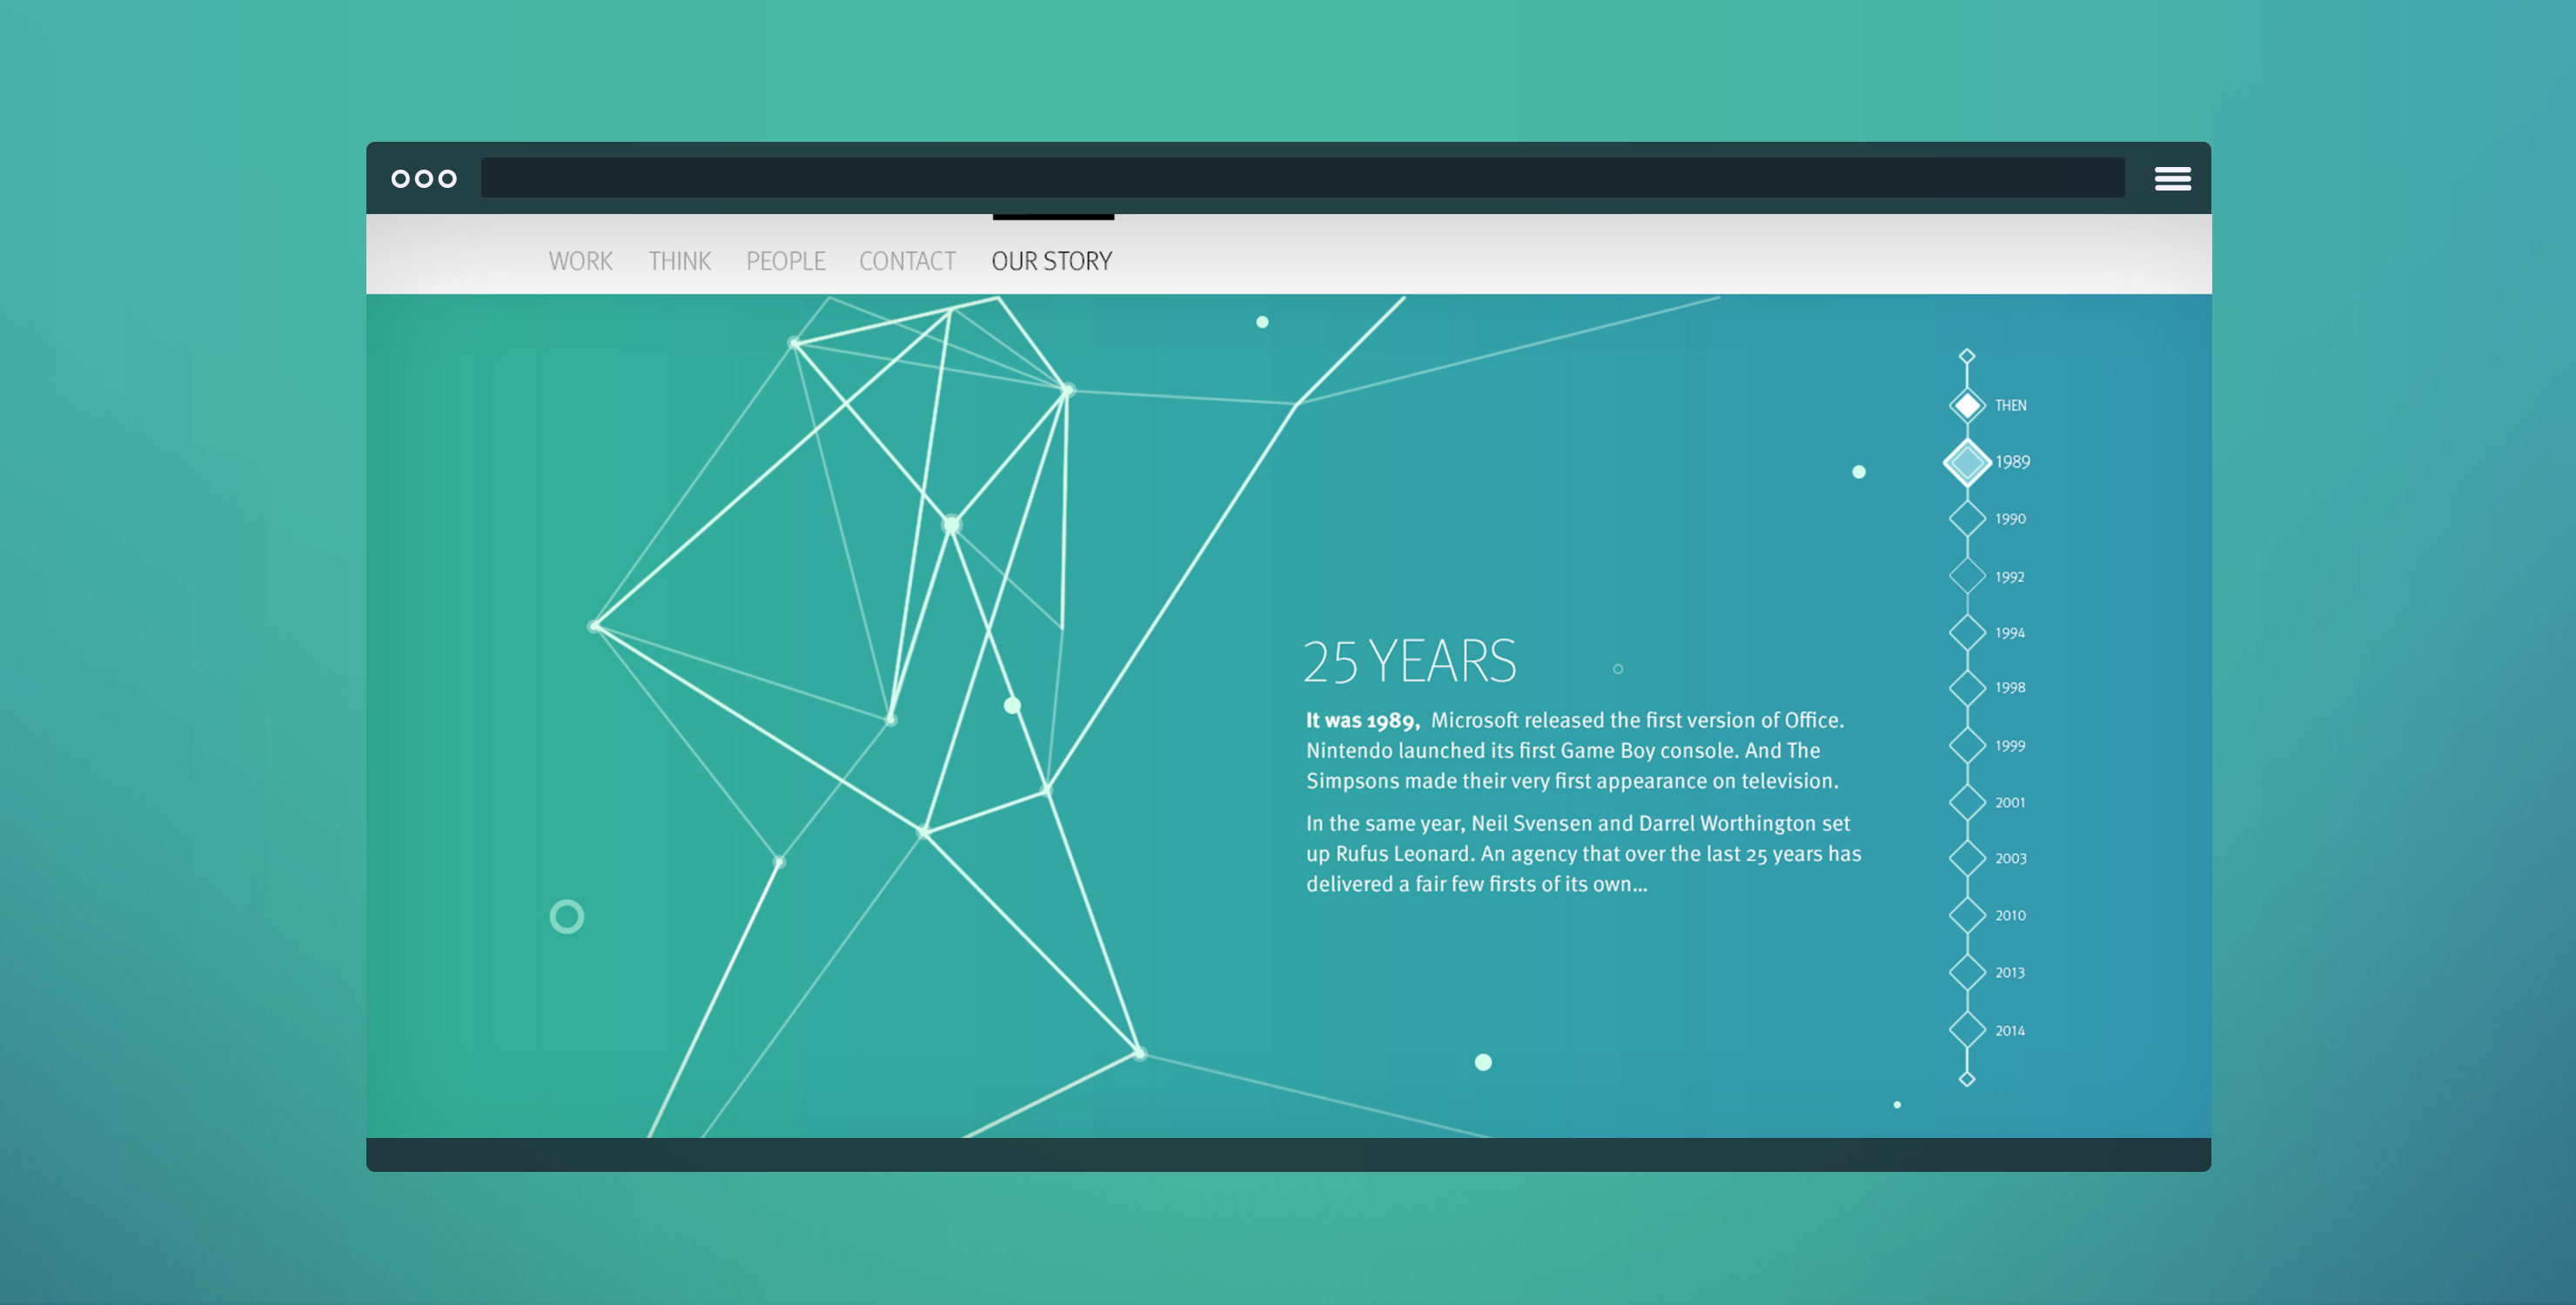 WORK THINK PEOPLE CONTACT OUR STORY
25 YEARS
It was 1989, Microsoft released the first version of Office.
Nintendo launched its first Game Boy console. And The
Simpsons made their very first appearance on television.
In the same year, Neil Svensen and Darrel Worthington set
up Rufus Leonard. An agency that over the last 25 years has
delivered a fair few firsts of its own...
THEN
1989
1990
1992
1994
1998
1999
2001
2003
2010
2013
2014